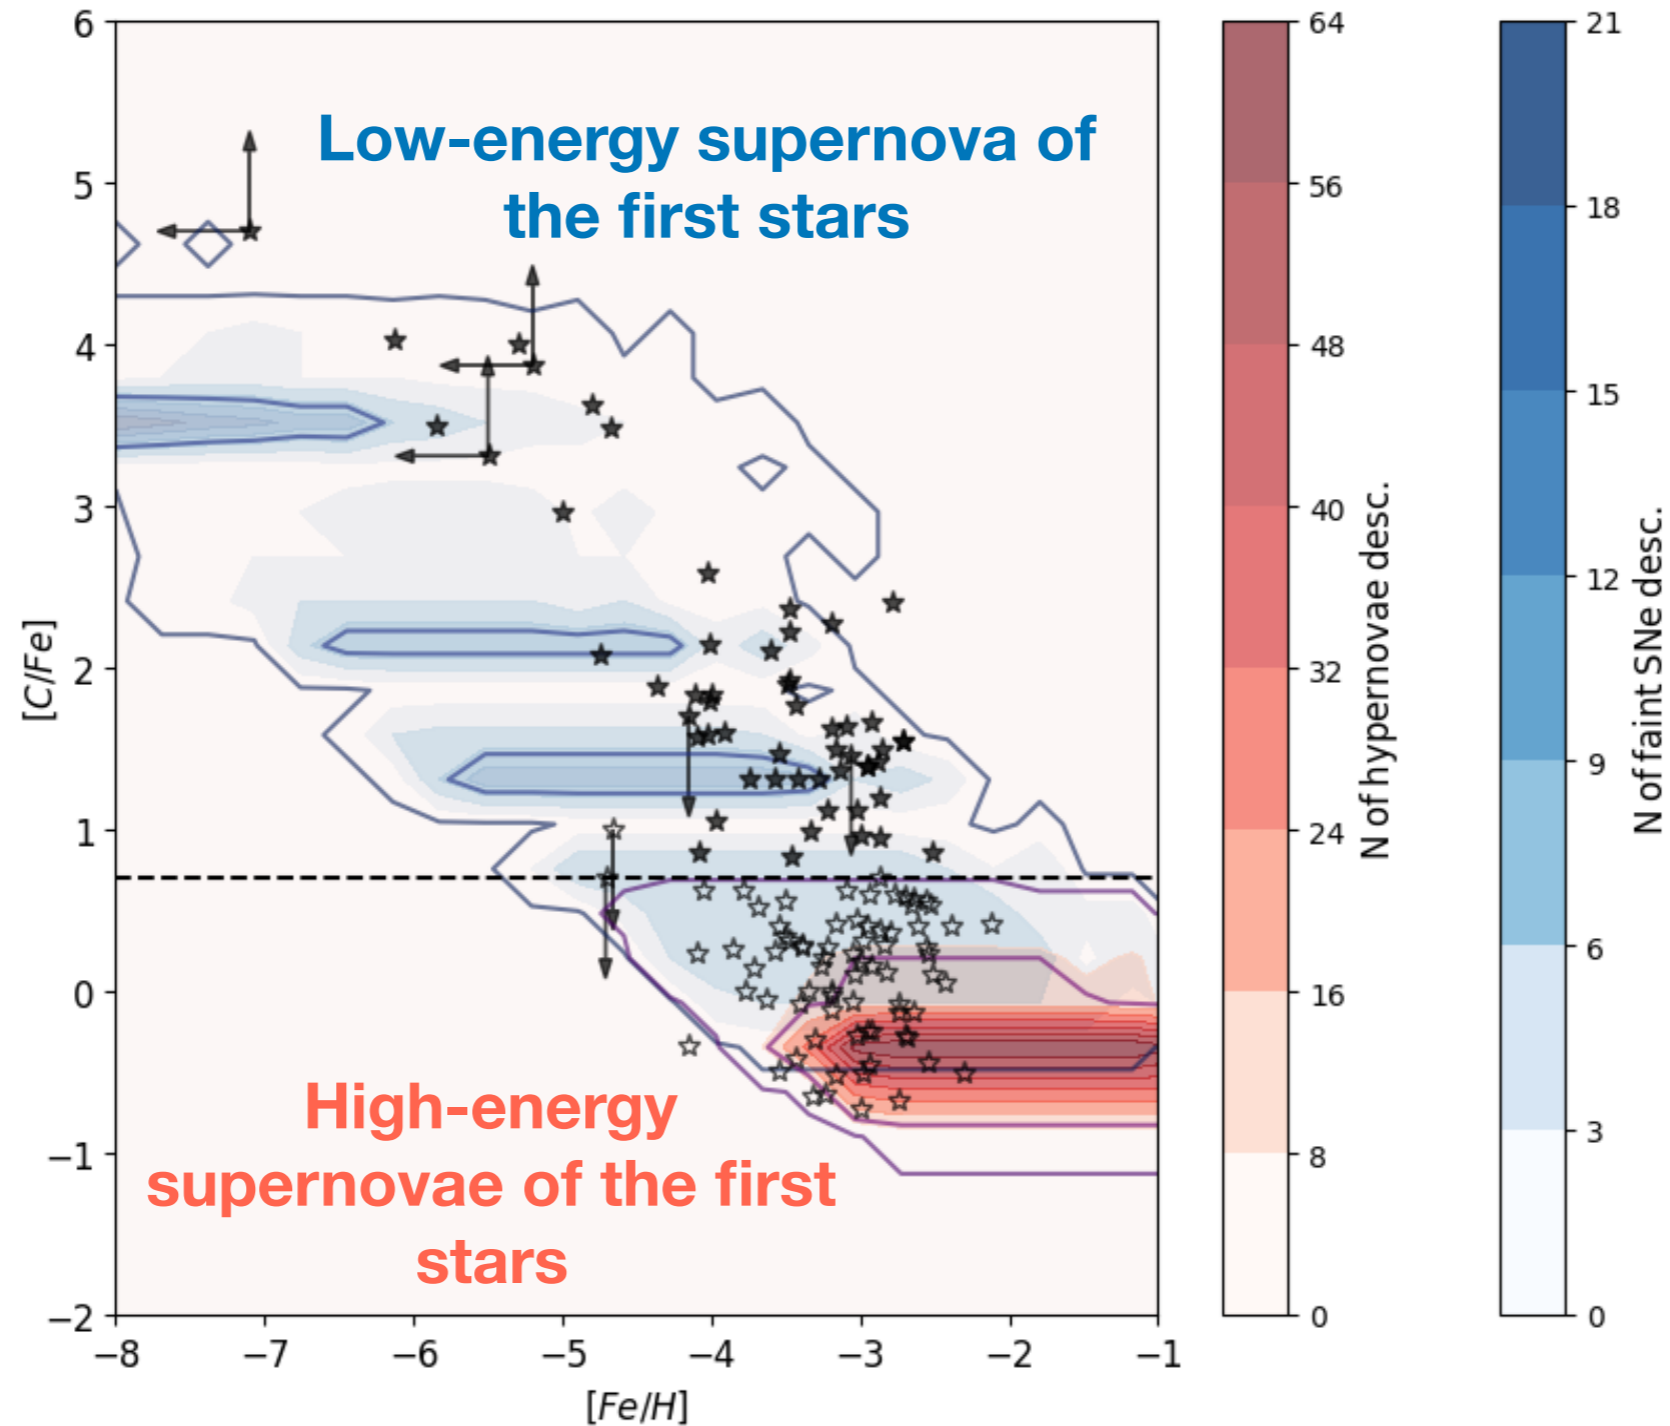 Low-energy supernova of
the first stars
High-energy
supernovae of the first
stars
6
5
4
3
2
1
0
−1
−2
[C/Fe]
−8 −7 −6 −5 −4 −3 −2 −1
[Fe/H]
64
56
48
40
32
24
16
8
0
N of hypernovae desc.
21
18
15
12
9
6
3
0
N of faint SNe desc.